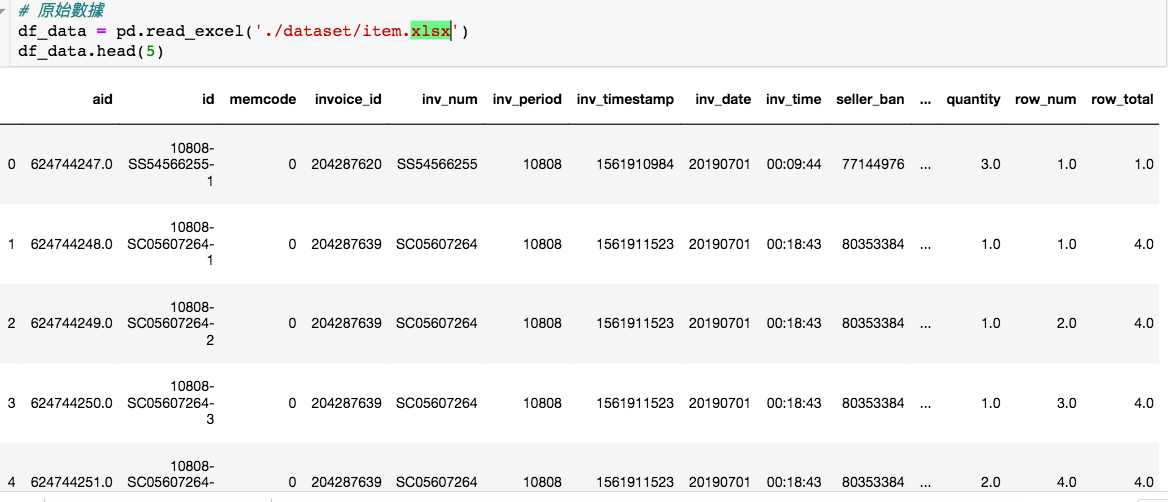 # 原始數據
df_data = pd.read_excel('./dataset/item.xlsx')
df_data.head(5)
aid id memcode invoice_id inv_num inv_period inv_timestamp inv_date inv_time seller_ban ... quantity row_num row_total
0 624744247.0 10808-SS54566255-1 0 204287620 SS54566255 10808 1561910984 20190701 00:09:44 77144976 ... 3.0 1.0 1.0
1 624744248.0 10808-SC05607264-1 0 204287639 SC05607264 10808 1561911523 20190701 00:18:43 80353384 ... 1.0 1.0 4.0
2 624744249.0 10808-SC05607264-2 0 204287639 SC05607264 10808 1561911523 20190701 00:18:43 80353384 ... 1.0 2.0 4.0
3 624744250.0 10808-SC05607264-3 0 204287639 SC05607264 10808 1561911523 20190701 00:18:43 80353384 ... 1.0 3.0 4.0
4 624744251.0 10808-SC05607264- 0 204287639 SC05607264 10808 1561911523 20190701 00:18:43 80353384 ... 2.0 4.0 4.0